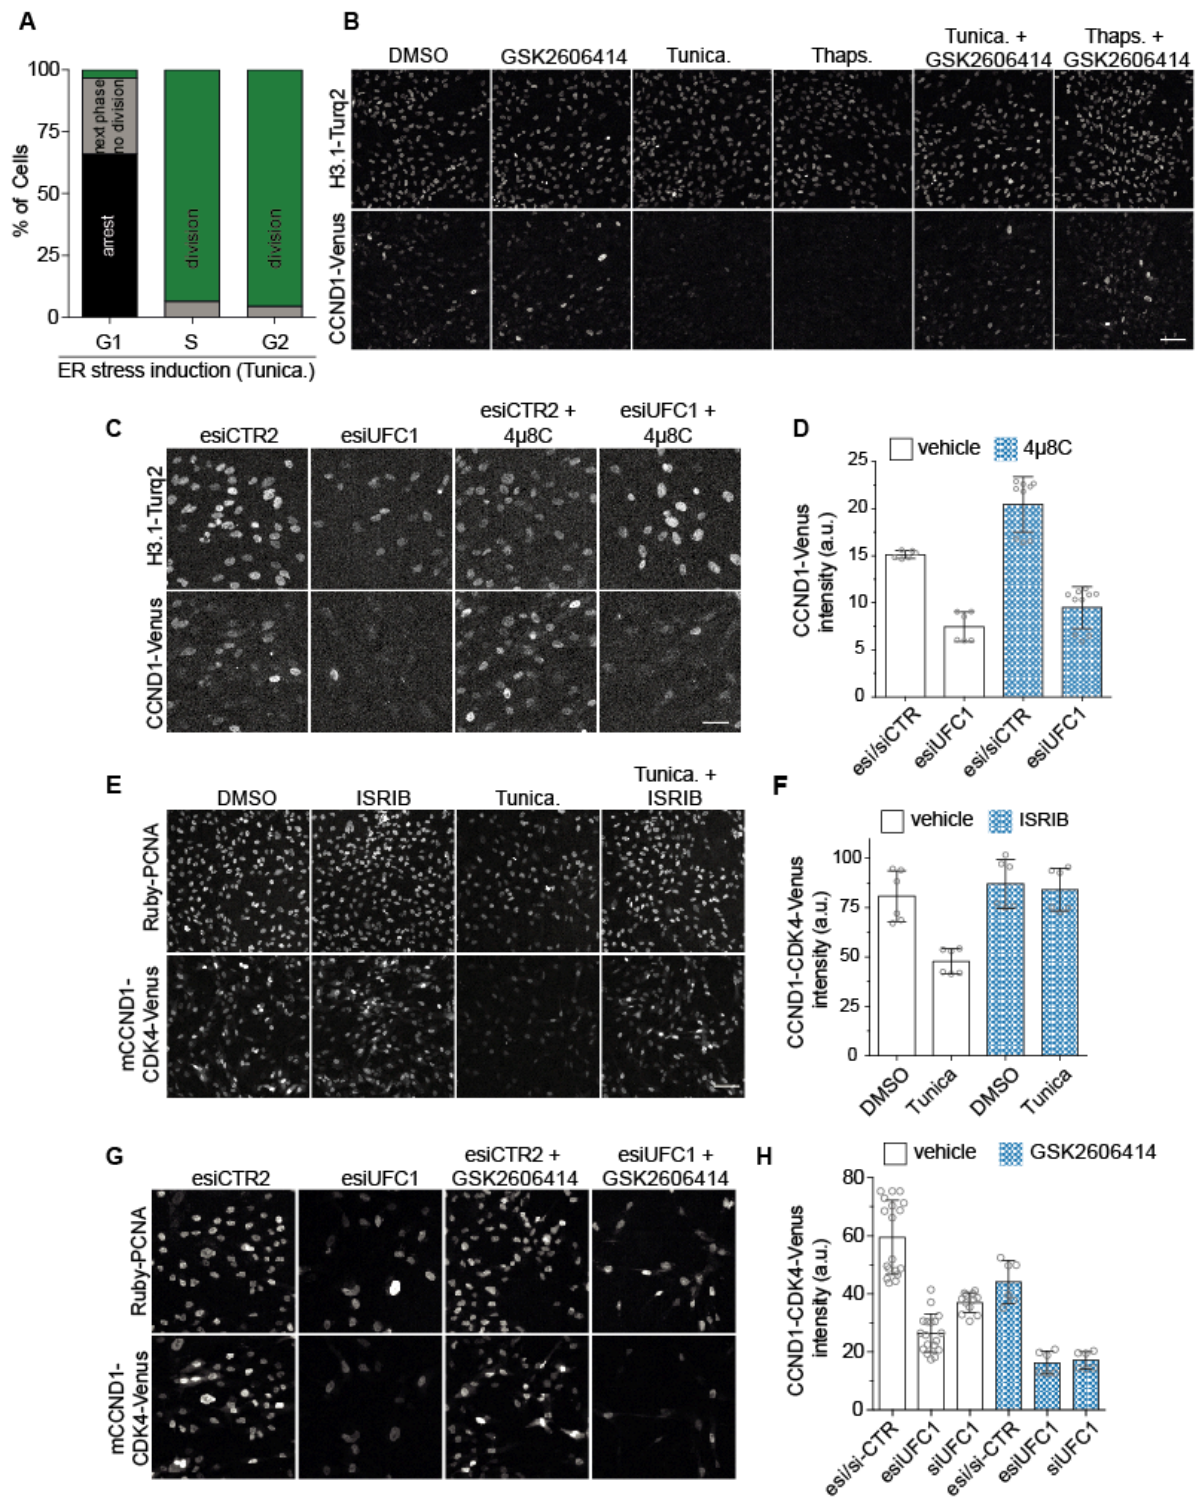 A
100
75
50
25
0
% of Cells
next phase
no division
arrest
division
division
G1 S G2
ER stress induction (Tunica.)
B
DMSO GSK2606414 Tunica. Thaps. Tunica. + GSK2606414 Thaps. + GSK2606414
H3.1-Turq2
CCND1-Venus
C
esiCTR2 esiUFC1 esiCTR2 + 4µ8C esiUFC1 + 4µ8C
H3.1-Turq2
CCND1-Venus
D
vehicle 4µ8C
25
20
15
10
5
0
CCND1-Venus
intensity (a.u.)
esi/siCTR esiUFC1 esi/siCTR esiUFC1
E
DMSO ISRIB Tunica. Tunica. + ISRIB
Ruby-PCNA
mCCND1-
CDK4-Venus
F
vehicle ISRIB
100
75
50
25
0
CCND1-CDK4-Venus
intensity (a.u.)
DMSO Tunica DMSO Tunica
G
esiCTR2 esiUFC1 esiCTR2 + GSK2606414 esiUFC1 + GSK2606414
Ruby-PCNA
mCCND1-
CDK4-Venus
H
vehicle GSK2606414
80
60
40
20
0
CCND1-CDK4-Venus
intensity (a.u.)
esi/si-CTR esiUFC1 siUFC1 esi/si-CTR esiUFC1 siUFC1